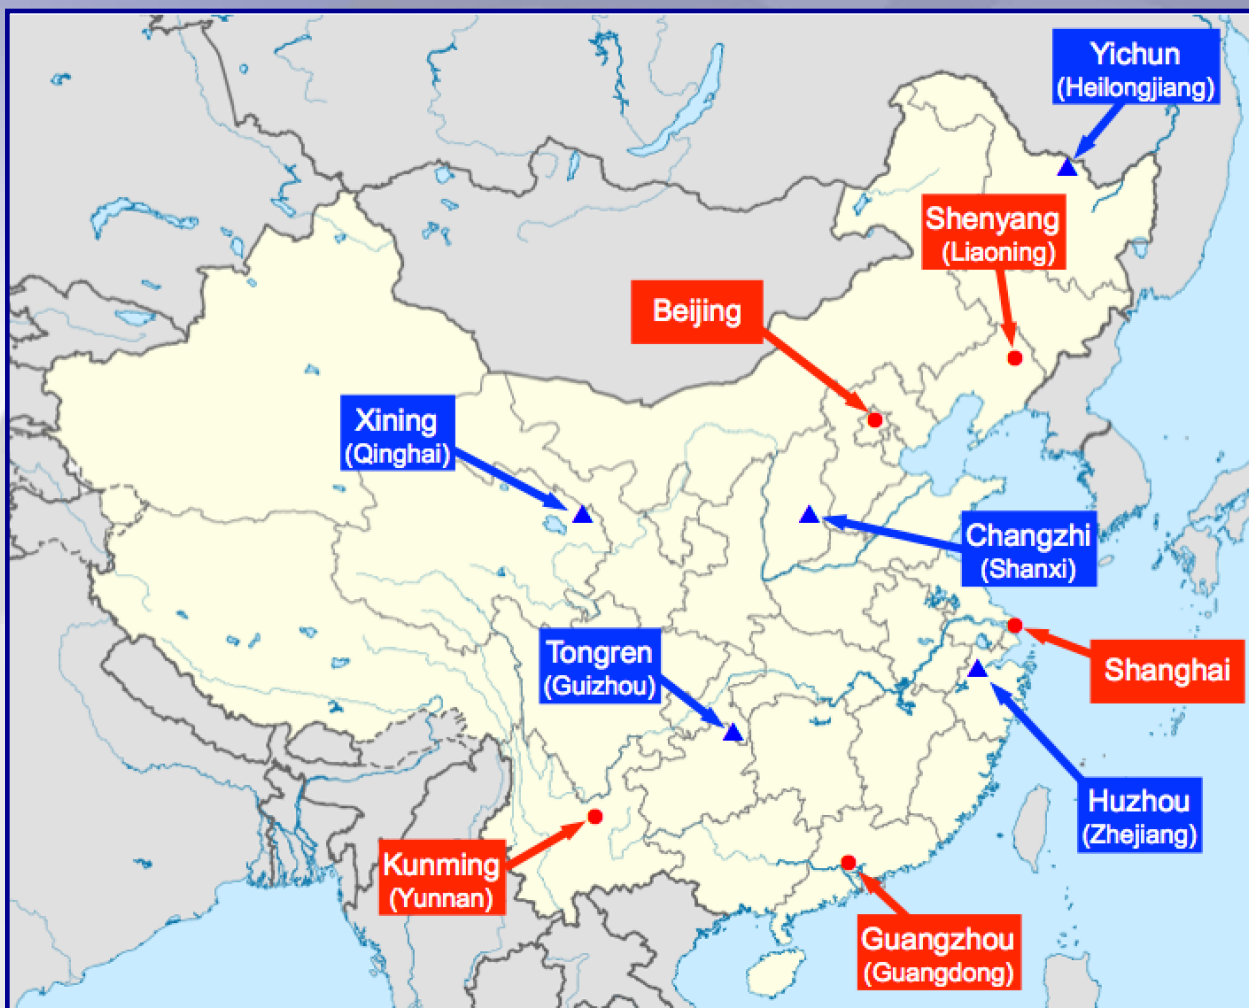 Yichun
(Heilongjiang)
Shenyang
(Liaoning)
Beijing
Xining
(Qinghai)
Changzhi
(Shanxi)
Tongren
(Guizhou)
Shanghai
Huzhou
(Zhejiang)
Kunming
(Yunnan)
Guangzhou
(Guangdong)